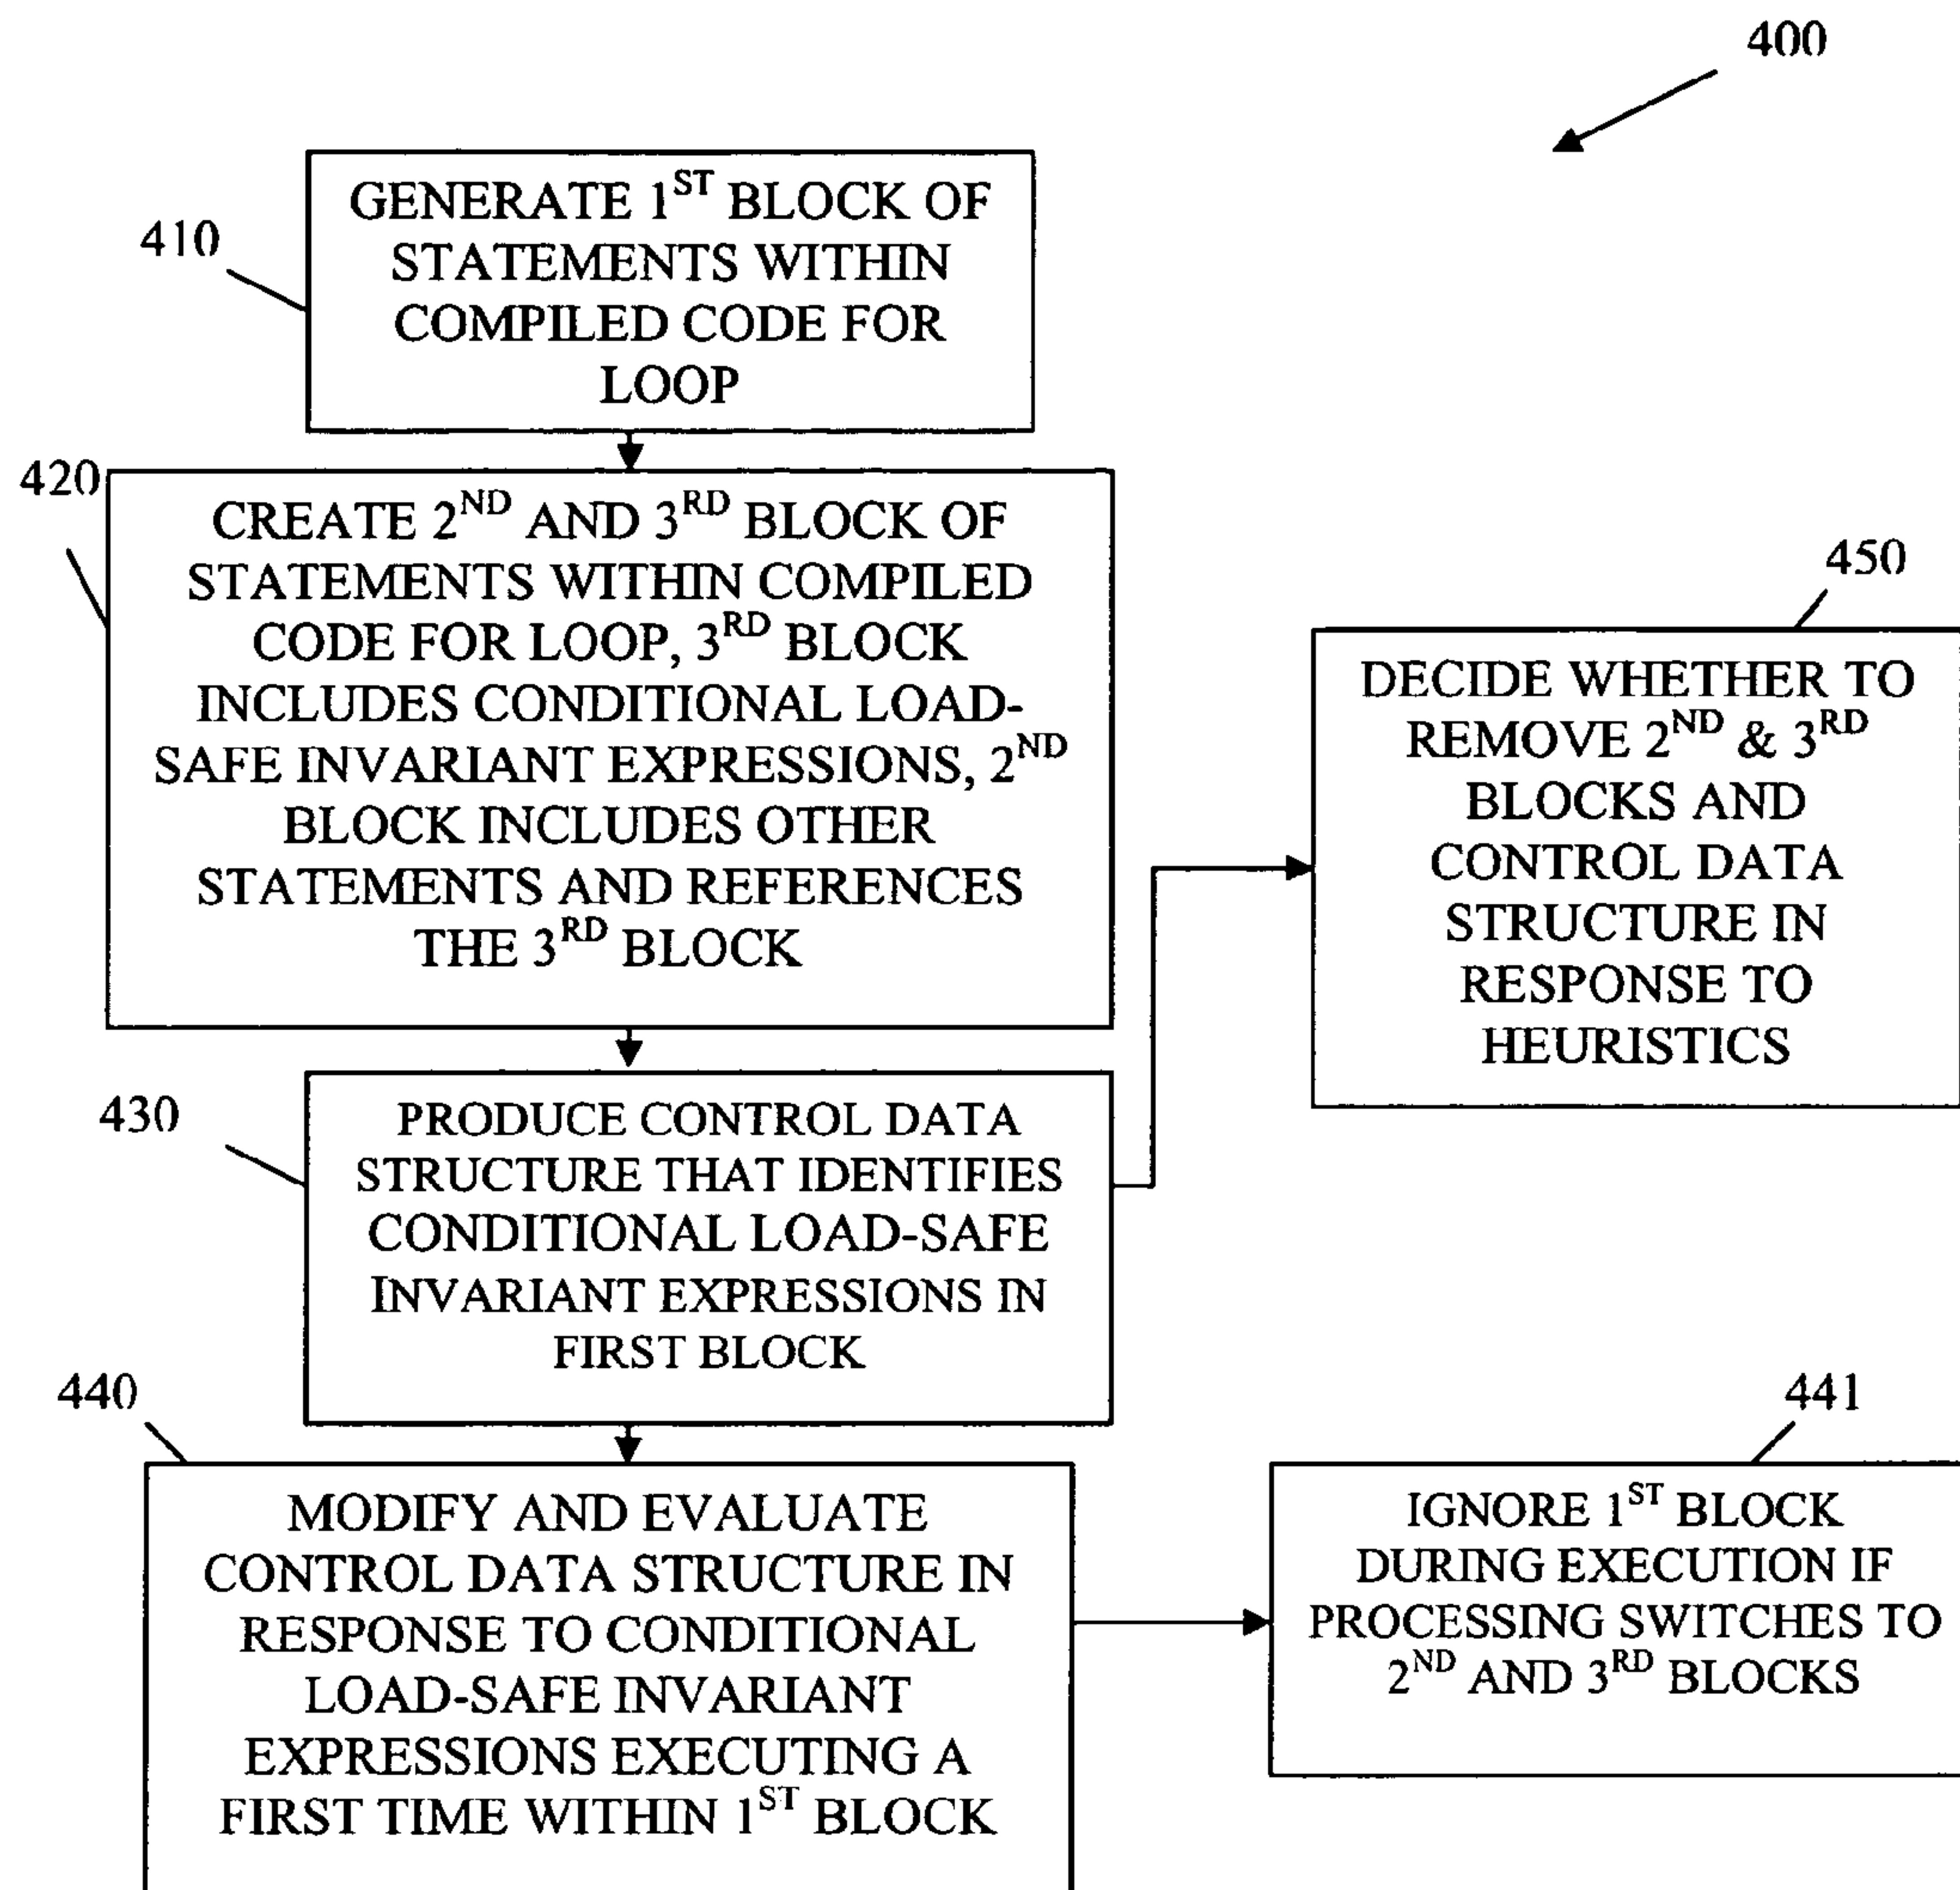 400
410
GENERATE 1ST BLOCK OF
STATEMENTS WITHIN
COMPILED CODE FOR
LOOP
420
CREATE 2ND AND 3RD BLOCK OF
STATEMENTS WITHIN COMPILED
CODE FOR LOOP, 3RD BLOCK
INCLUDES CONDITIONAL LOAD-
SAFE INVARIANT EXPRESSIONS, 2ND
BLOCK INCLUDES OTHER
STATEMENTS AND REFERENCES
THE 3RD BLOCK
450
DECIDE WHETHER TO
REMOVE 2ND & 3RD
BLOCKS AND
CONTROL DATA
STRUCTURE IN
RESPONSE TO
HEURISTICS
430
PRODUCE CONTROL DATA
STRUCTURE THAT IDENTIFIES
CONDITIONAL LOAD-SAFE
INVARIANT EXPRESSIONS IN
FIRST BLOCK
440
MODIFY AND EVALUATE
CONTROL DATA STRUCTURE IN
RESPONSE TO CONDITIONAL
LOAD-SAFE INVARIANT
EXPRESSIONS EXECUTING A
FIRST TIME WITHIN 1ST BLOCK
441
IGNORE 1ST BLOCK
DURING EXECUTION IF
PROCESSING SWITCHES TO
2ND AND 3RD BLOCKS